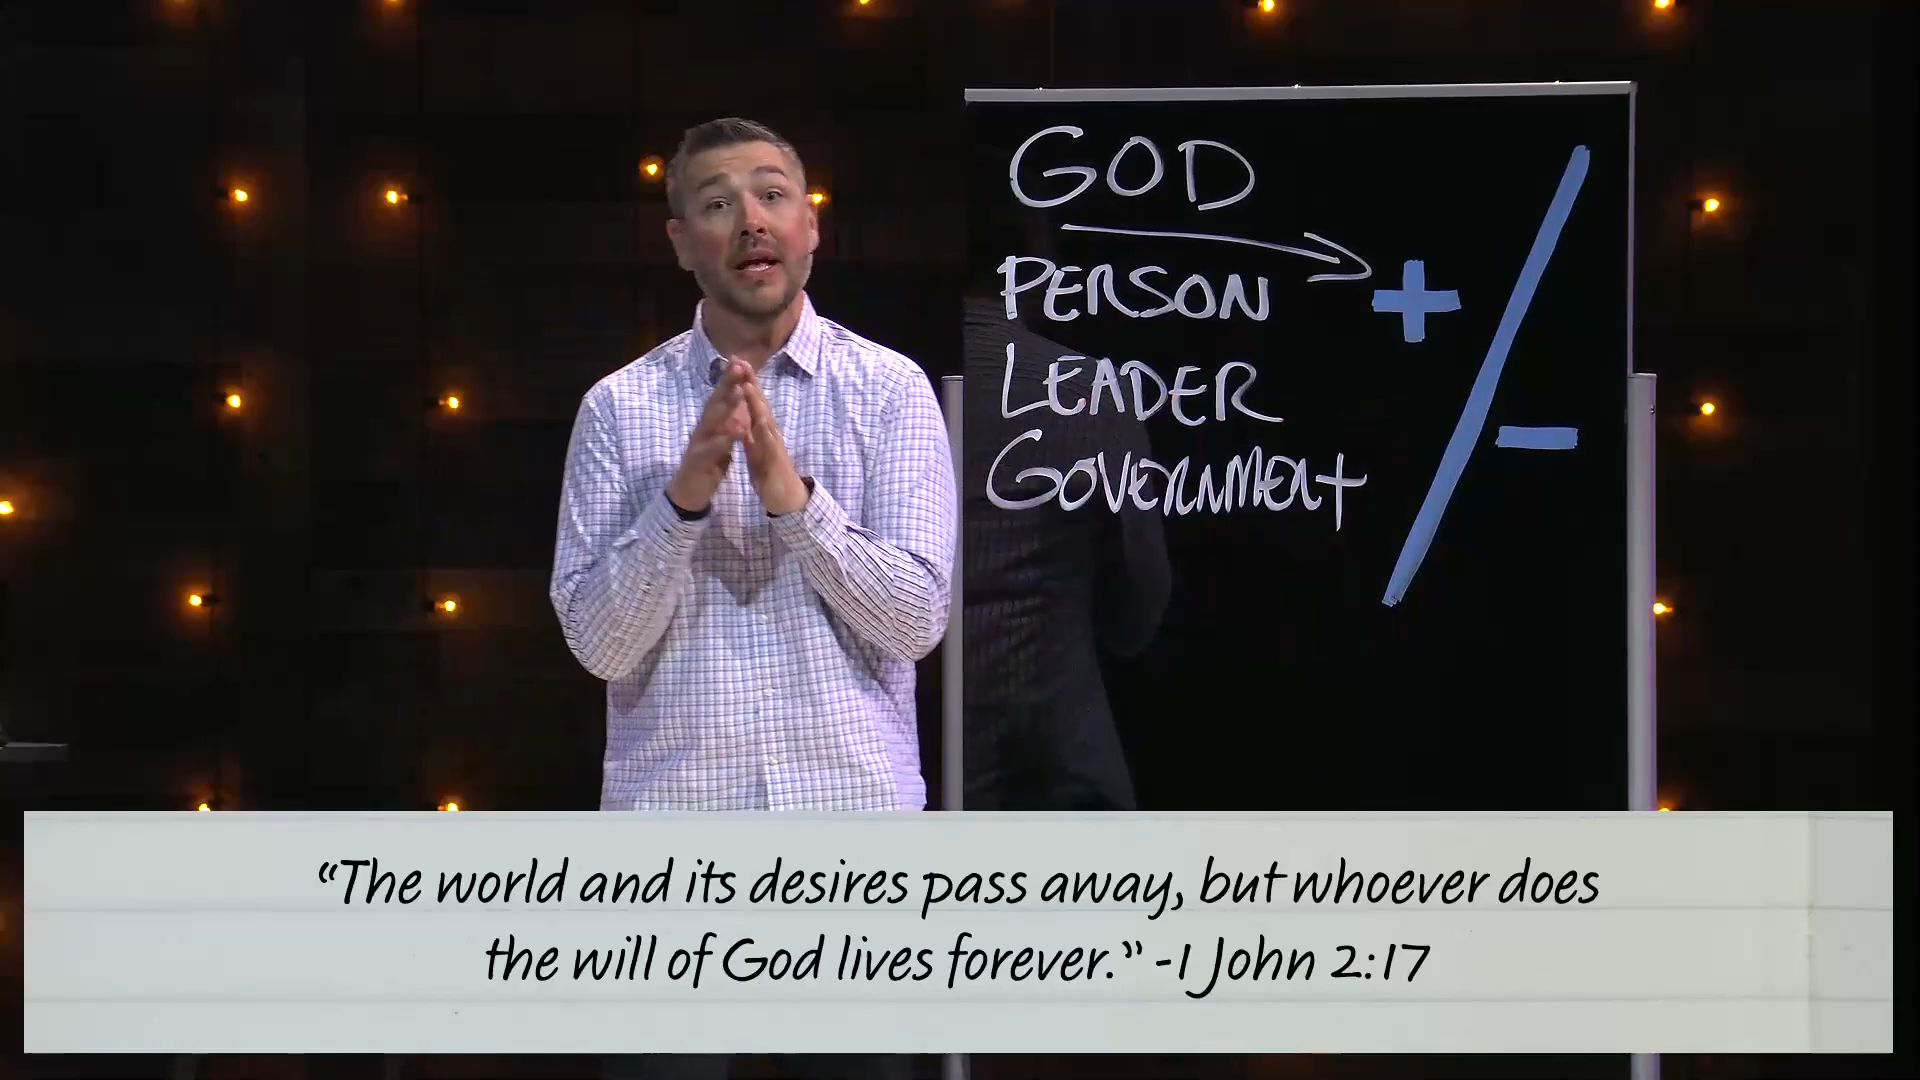 GOD
PERSON
LEADER
GOVERNMENt
+
-
“The world and its desires pass away, but whoever does
the will of God lives forever.” -1 John 2:17